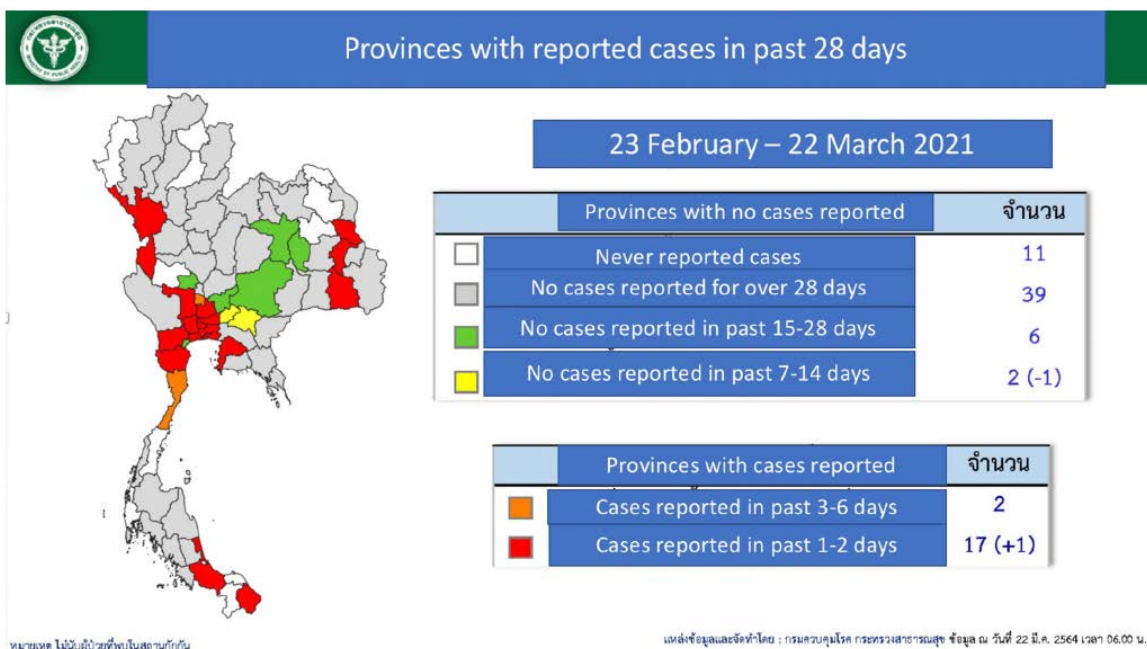 Provinces with reported cases in past 28 days
23 February – 22 March 2021
Provinces with no cases reported จำนวน
Never reported cases 11
No cases reported for over 28 days 39
No cases reported in past 15-28 days 6
No cases reported in past 7-14 days 2 (-1)
Provinces with cases reported จำนวน
Cases reported in past 3-6 days 2
Cases reported in past 1-2 days 17 (+1)
หมายเหตุ ไม่นับผู้ป่วยที่พบในสถานกักกัน
แหล่งข้อมูลและจัดทำโดย : กรมควบคุมโรค กระทรวงสาธารณสุข ข้อมูล ณ วันที่ 22 มี.ค. 2564 เวลา 06.00 น.